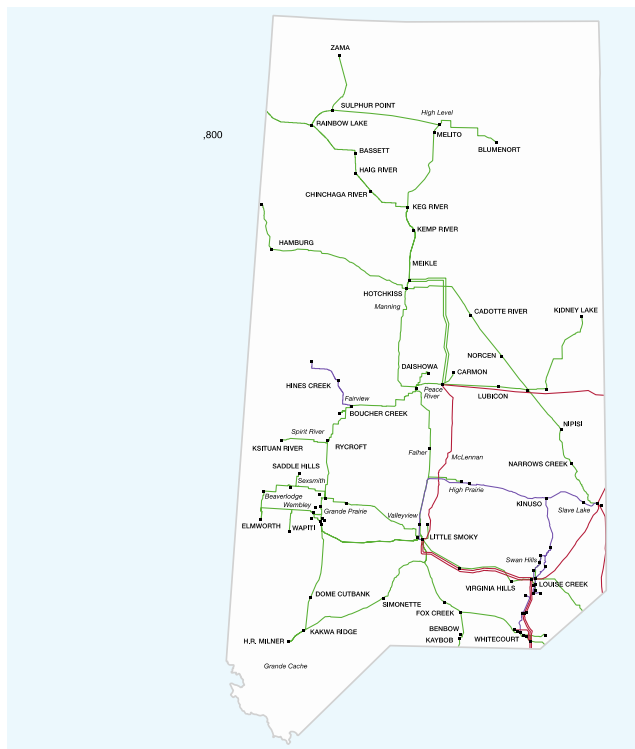 ZAMA
SULPHUR POINT
High Level
RAINBOW LAKE
,800
MELITO
BLUMENORT
BASSETT
HAIG RIVER
CHINCHAGA RIVER
KEG RIVER
KEMP RIVER
HAMBURG
MEIKLE
HOTCHKISS
Manning
CADOTTE RIVER
KIDNEY LAKE
NORCEN
DAISHOWA
CARMON
HINES CREEK
Peace
River
LUBICON
Fairview
BOUCHER CREEK
NIPISI
Spirit River
KSITUAN RIVER
RYCROFT
Falher
McLENNAN
NARROWS CREEK
SADDLE HILLS
Sexsmith
High Prairie
Beaverlodge
Wembley
Grande Prairie
Valleyview
KINUSO
Slave Lake
ELMWORTH
WAPITI
LITTLE SMOKY
Swan Hills
VIRGINIA HILLS
LOUISE CREEK
DOME CUTBANK
SIMONETTE
FOX CREEK
KAKWA RIDGE
BENBOW
H.R. MILNER
KAYBOB
WHITECOURT
Grande Cache